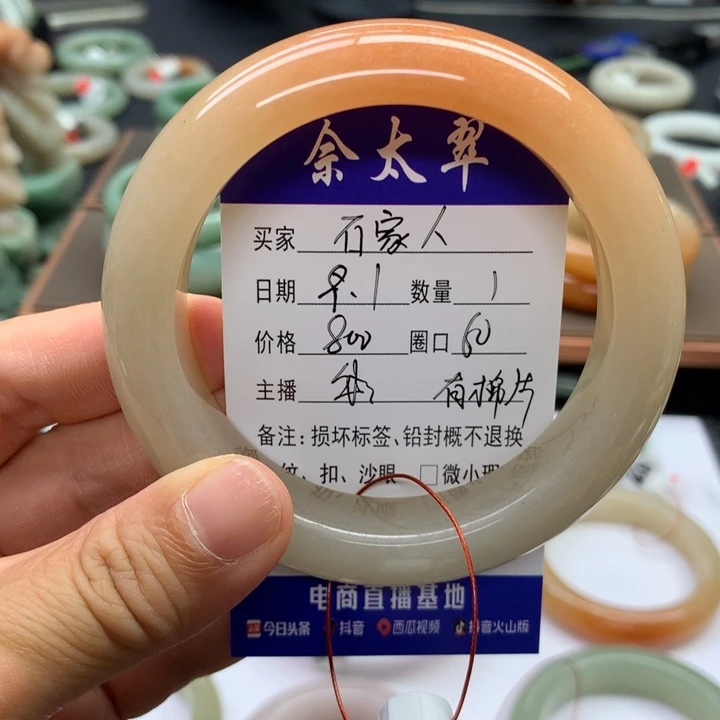 佘太翠
买家 石家人
日期 9.1 数量 1
价格 800 圈口 60
主播 有棉片
备注：损坏标签、铅封概不退换
纹、扣、沙眼 □微小瑕
电商直播基地
今日头条 抖音 西瓜视频 抖音火山版